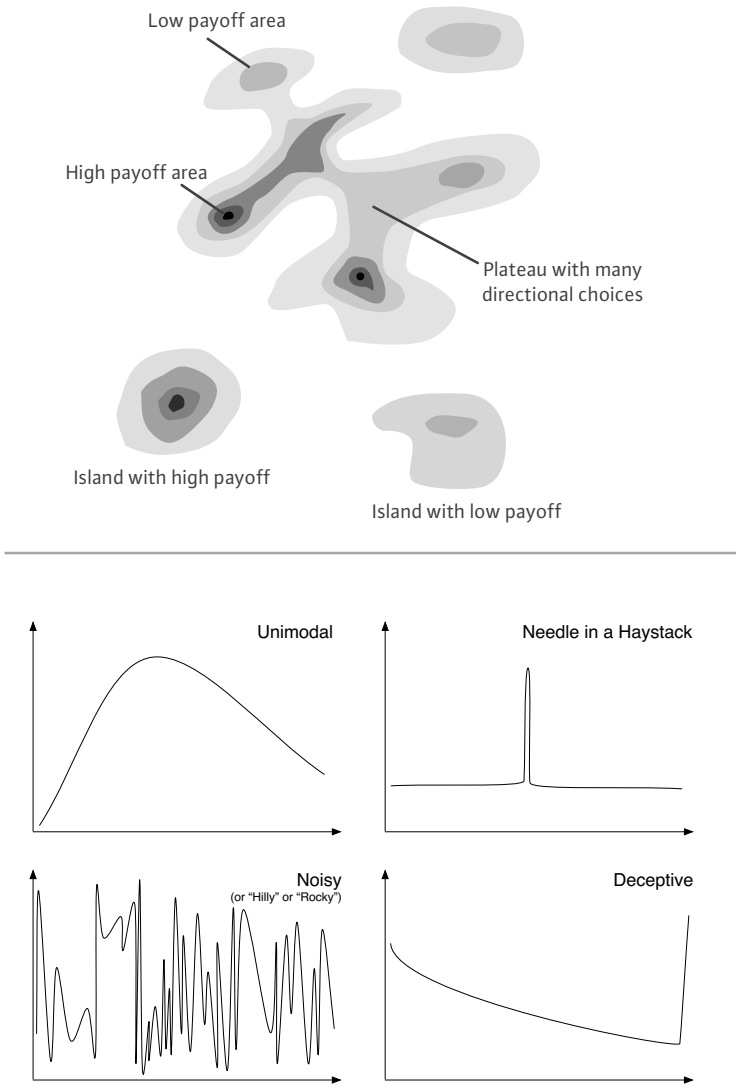 Low payoff area
High payoff area
Plateau with many
directional choices
Island with high payoff
Island with low payoff
Unimodal
Needle in a Haystack
Noisy
(or “Hilly” or “Rocky”)
Deceptive